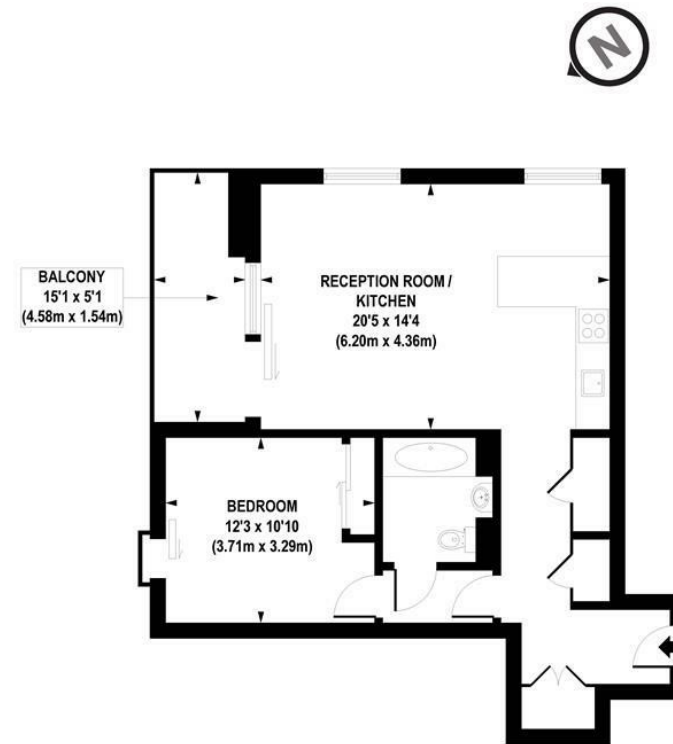 N
BALCONY
15'1 x 5'1
(4.58m x 1.54m)
RECEPTION ROOM /
KITCHEN
20'5 x 14'4
(6.20m x 4.36m)
BEDROOM
12'3 x 10'10
(3.71m x 3.29m)